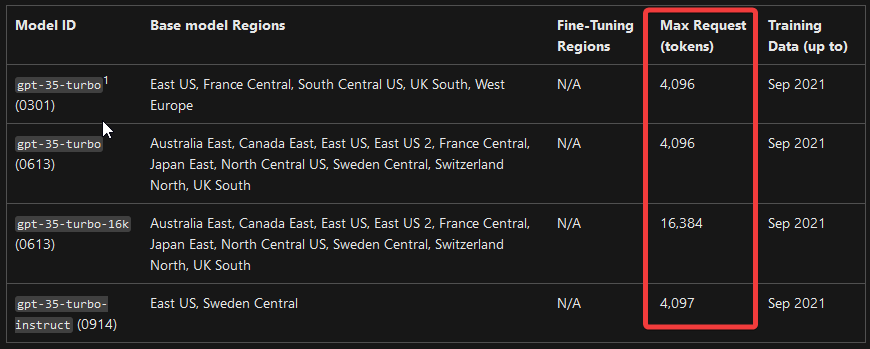 Model ID Base model Regions Fine-Tuning Regions Max Request (tokens) Training Data (up to)
gpt-35-turbo1 (0301) East US, France Central, South Central US, UK South, West Europe N/A 4,096 Sep 2021
gpt-35-turbo (0613) Australia East, Canada East, East US, East US 2, France Central, Japan East, North Central US, Sweden Central, Switzerland North, UK South N/A 4,096 Sep 2021
gpt-35-turbo-16k (0613) Australia East, Canada East, East US, East US 2, France Central, Japan East, North Central US, Sweden Central, Switzerland North, UK South N/A 16,384 Sep 2021
gpt-35-turbo-instruct (0914) East US, Sweden Central N/A 4,097 Sep 2021